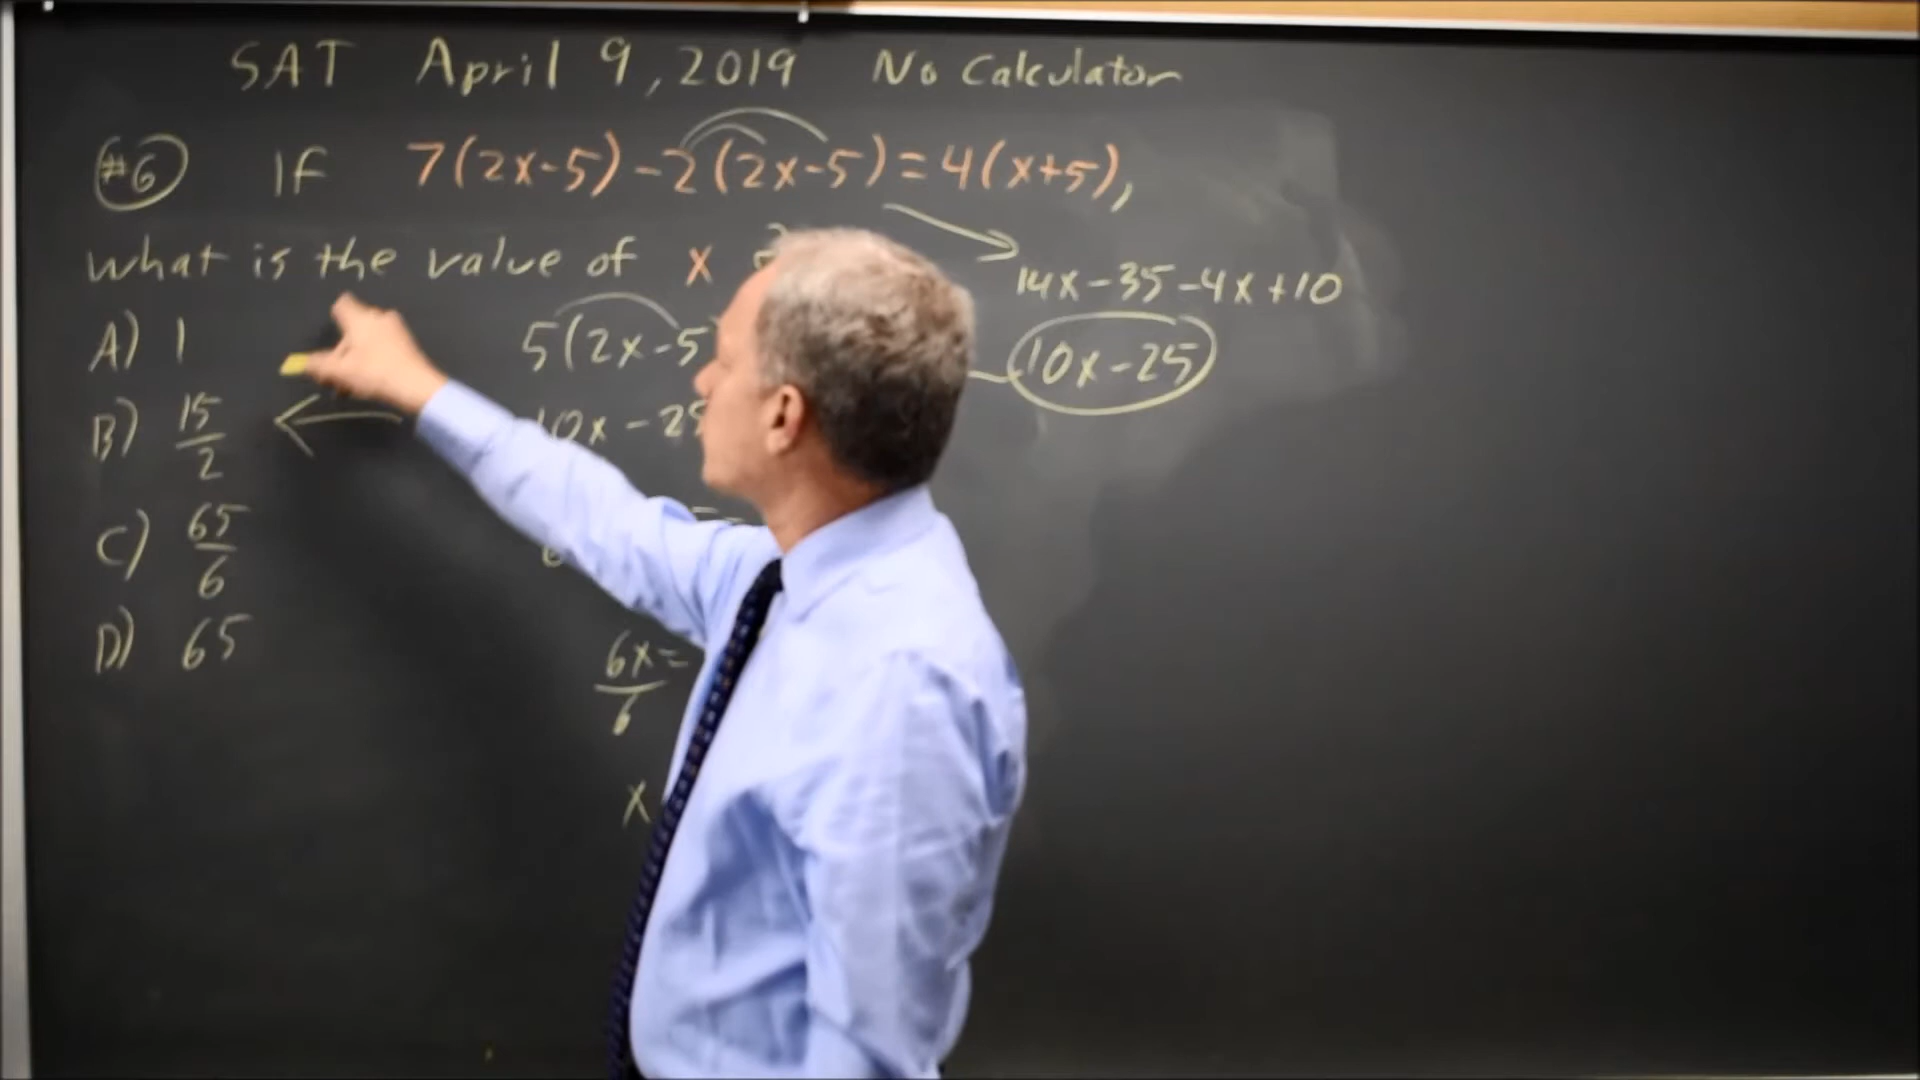 SAT April 9, 2019 No Calculator
#6 If 7(2x-5)-2(2x-5)=4(x+5),
what is the value of x ?
14x-35-4x+10
A) 1
5(2x-5
10x-25
B) 15/2
10x-25
C) 65/6
D) 65
6x=
6
x